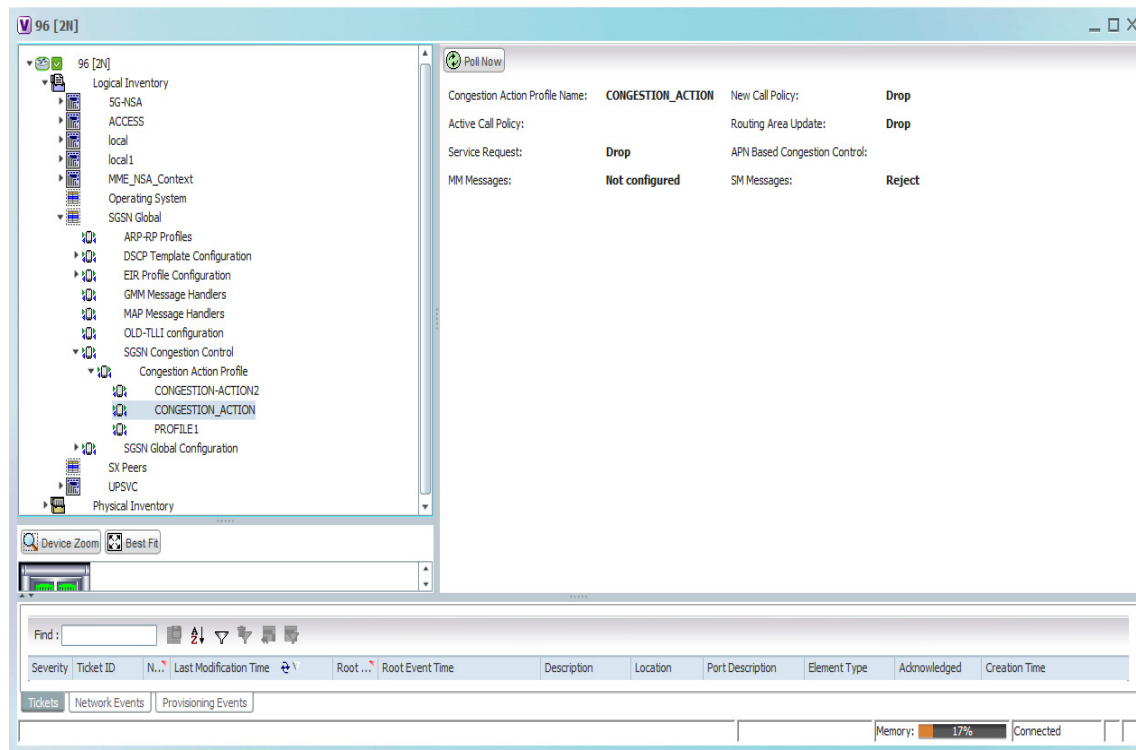 V 96 [2N]
96 [2N]
Logical Inventory
5G-NSA
ACCESS
local
local1
MME_NSA_Context
Operating System
SGSN Global
ARP-RP Profiles
DSCP Template Configuration
EIR Profile Configuration
GMM Message Handlers
MAP Message Handlers
OLD-TLLI configuration
SGSN Congestion Control
Congestion Action Profile
CONGESTION-ACTION2
CONGESTION_ACTION
PROFILE1
SGSN Global Configuration
SX Peers
UPSVC
Physical Inventory
Device Zoom Best Fit
Poll Now
Congestion Action Profile Name: CONGESTION_ACTION New Call Policy: Drop
Active Call Policy: Routing Area Update: Drop
Service Request: Drop APN Based Congestion Control:
MM Messages: Not configured SM Messages: Reject
Find :
Severity Ticket ID N... Last Modification Time Root ... Root Event Time Description Location Port Description Element Type Acknowledged Creation Time
Tickets Network Events Provisioning Events
Memory: 17% Connected